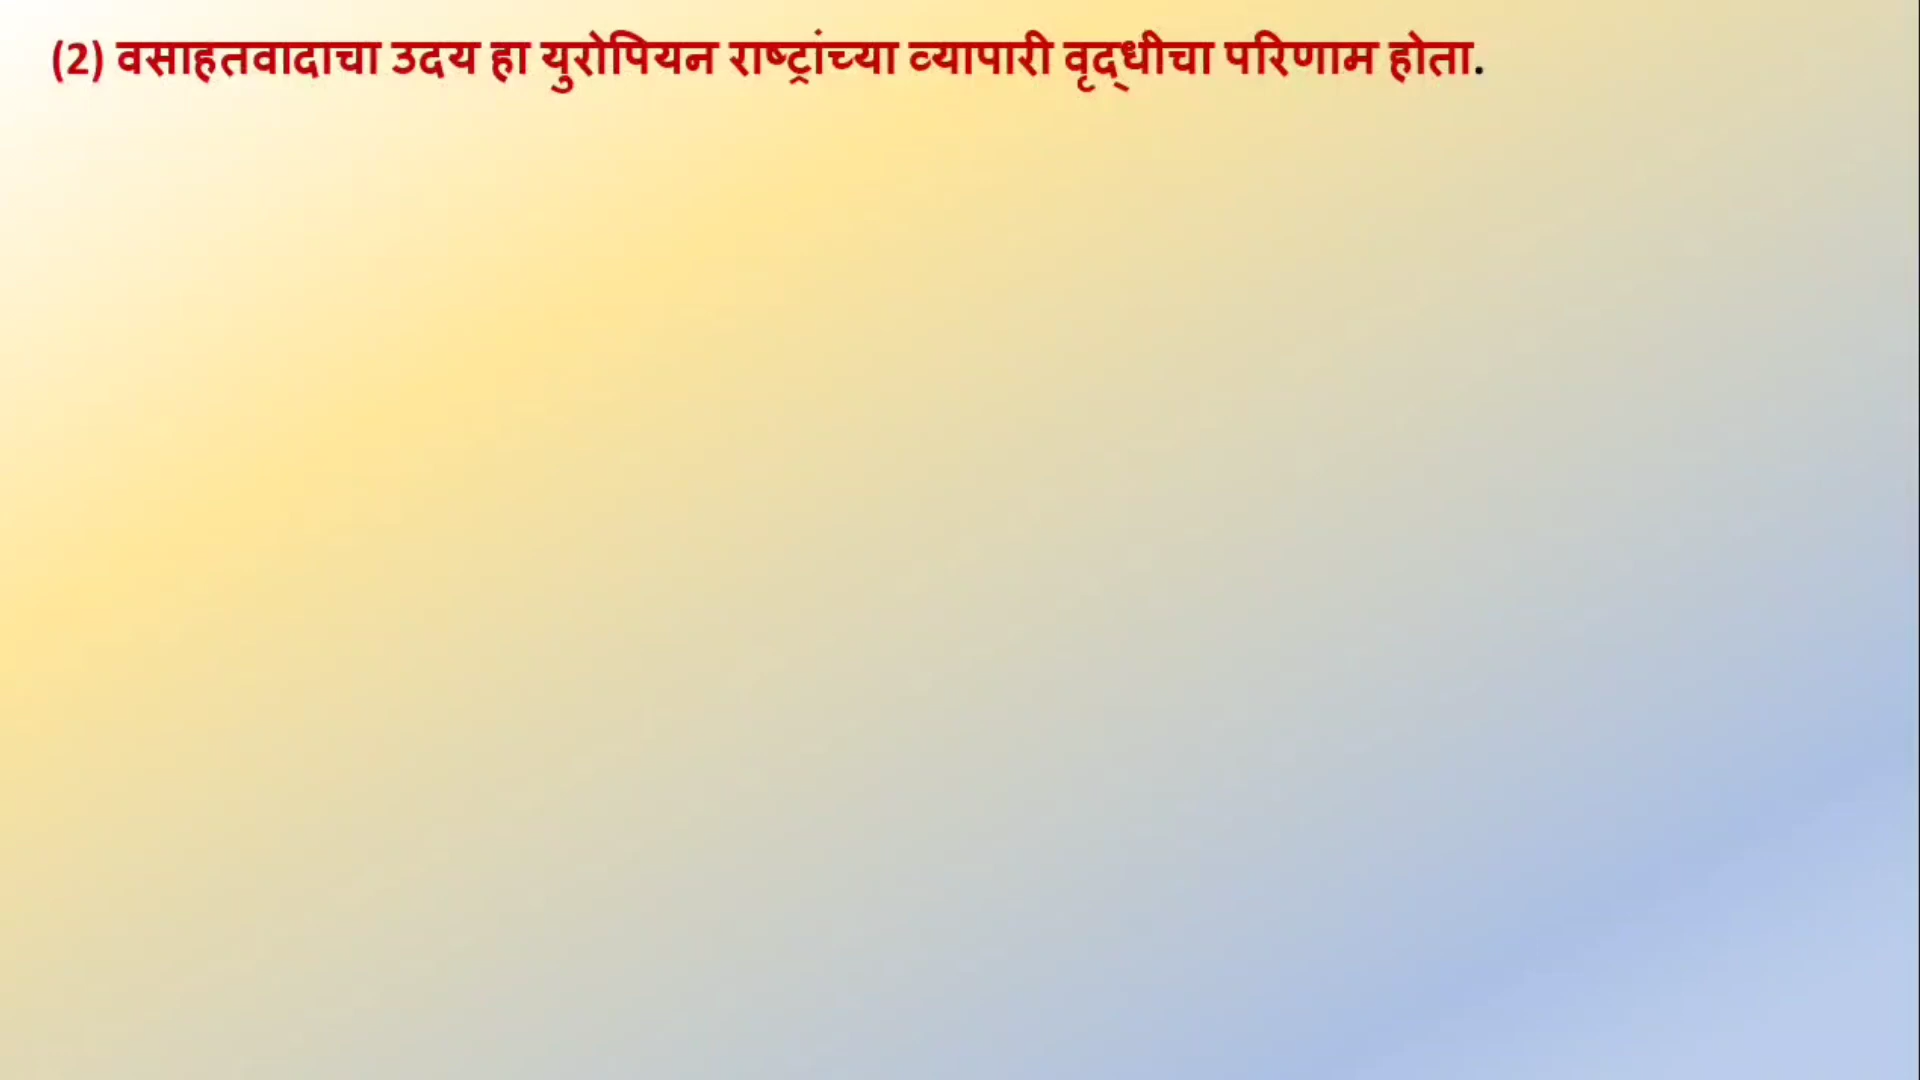 (2) वसाहतवादाचा उदय हा युरोपियन राष्ट्रांच्या व्यापारी वृद्‌धीचा परिणाम होता.